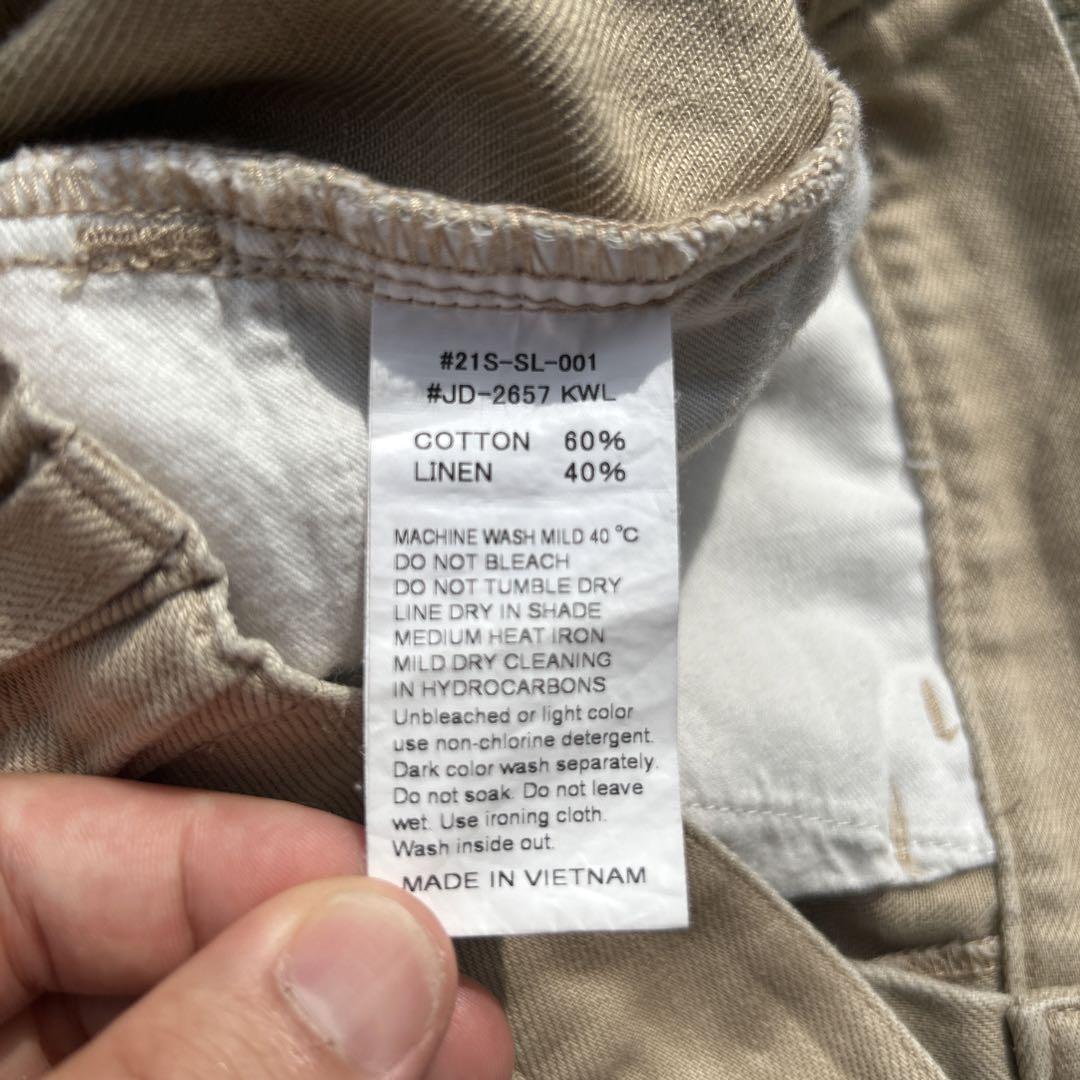 #21S-SL-001
#JD-2657 KWL
COTTON 60%
LINEN 40%
MACHINE WASH MILD 40 °C
DO NOT BLEACH
DO NOT TUMBLE DRY
LINE DRY IN SHADE
MEDIUM HEAT IRON
MILD DRY CLEANING
IN HYDROCARBONS
Unbleached or light color
use non-chlorine detergent.
Dark color wash separately.
Do not soak. Do not leave
wet. Use ironing cloth.
Wash inside out.
MADE IN VIETNAM